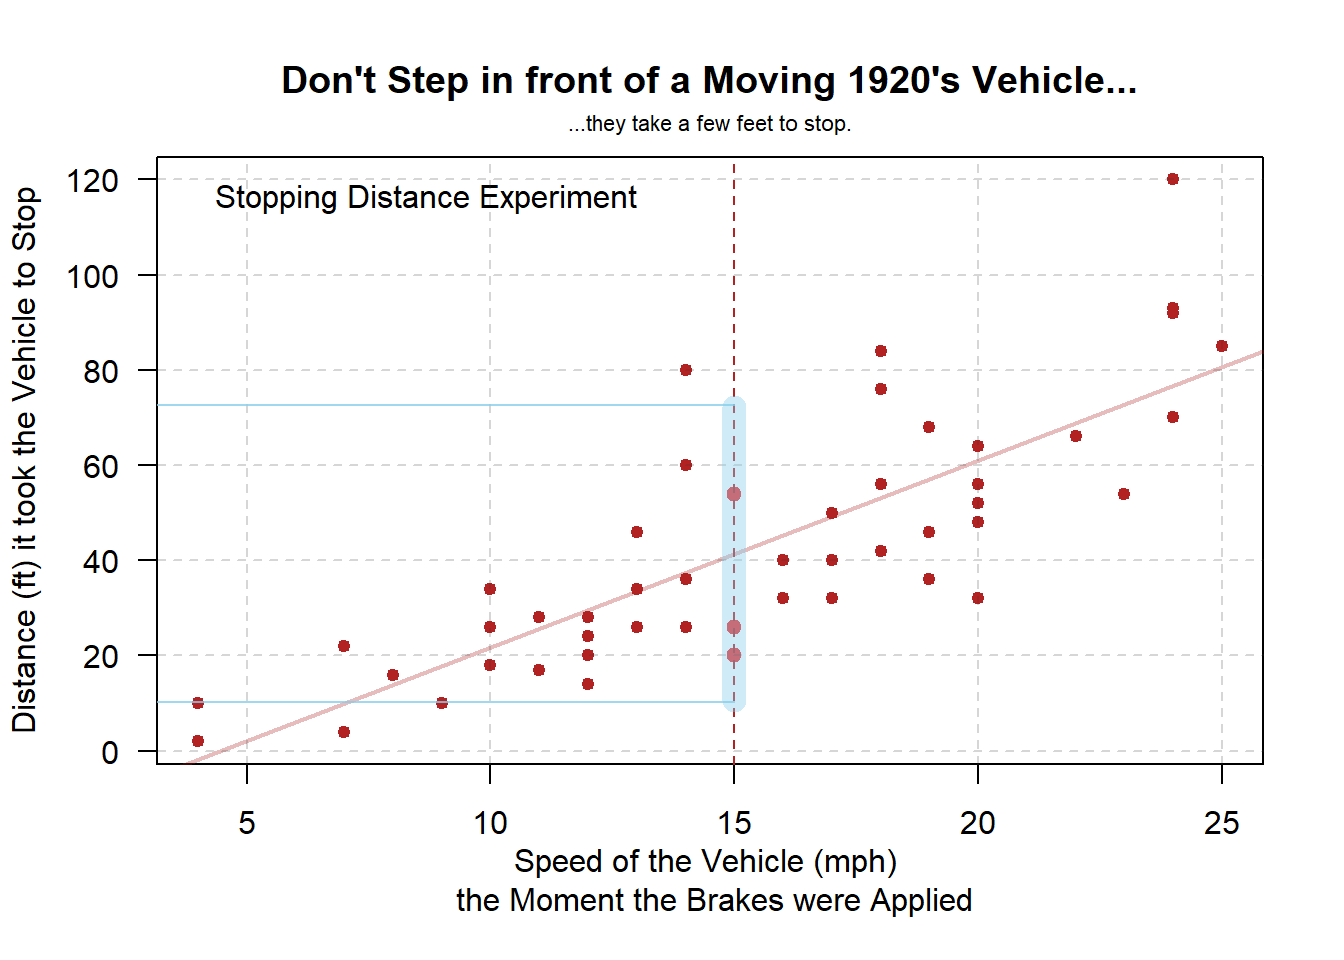 Don't Step in front of a Moving 1920's Vehicle...
...they take a few feet to stop.
Stopping Distance Experiment
Distance (ft) it took the Vehicle to Stop
120
100
80
60
40
20
0
5
10
15
20
25
Speed of the Vehicle (mph)
the Moment the Brakes were Applied